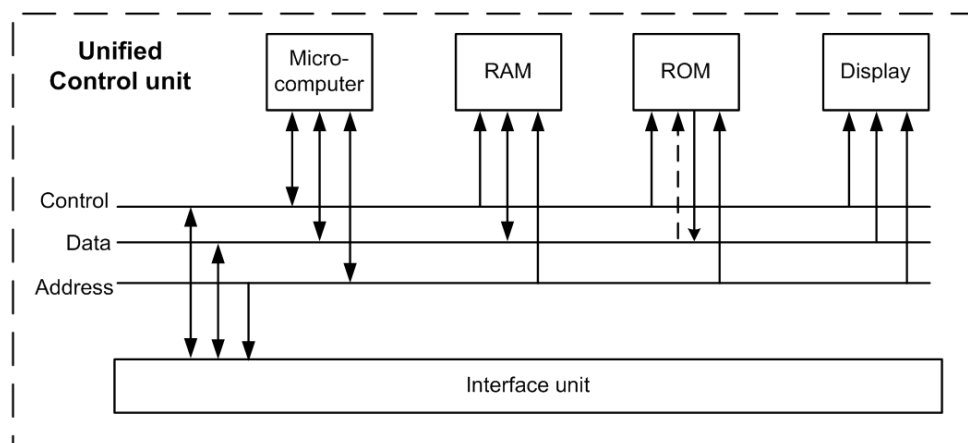 Unified
Control unit
Micro-
computer
RAM
ROM
Display
Control
Data
Address
Interface unit